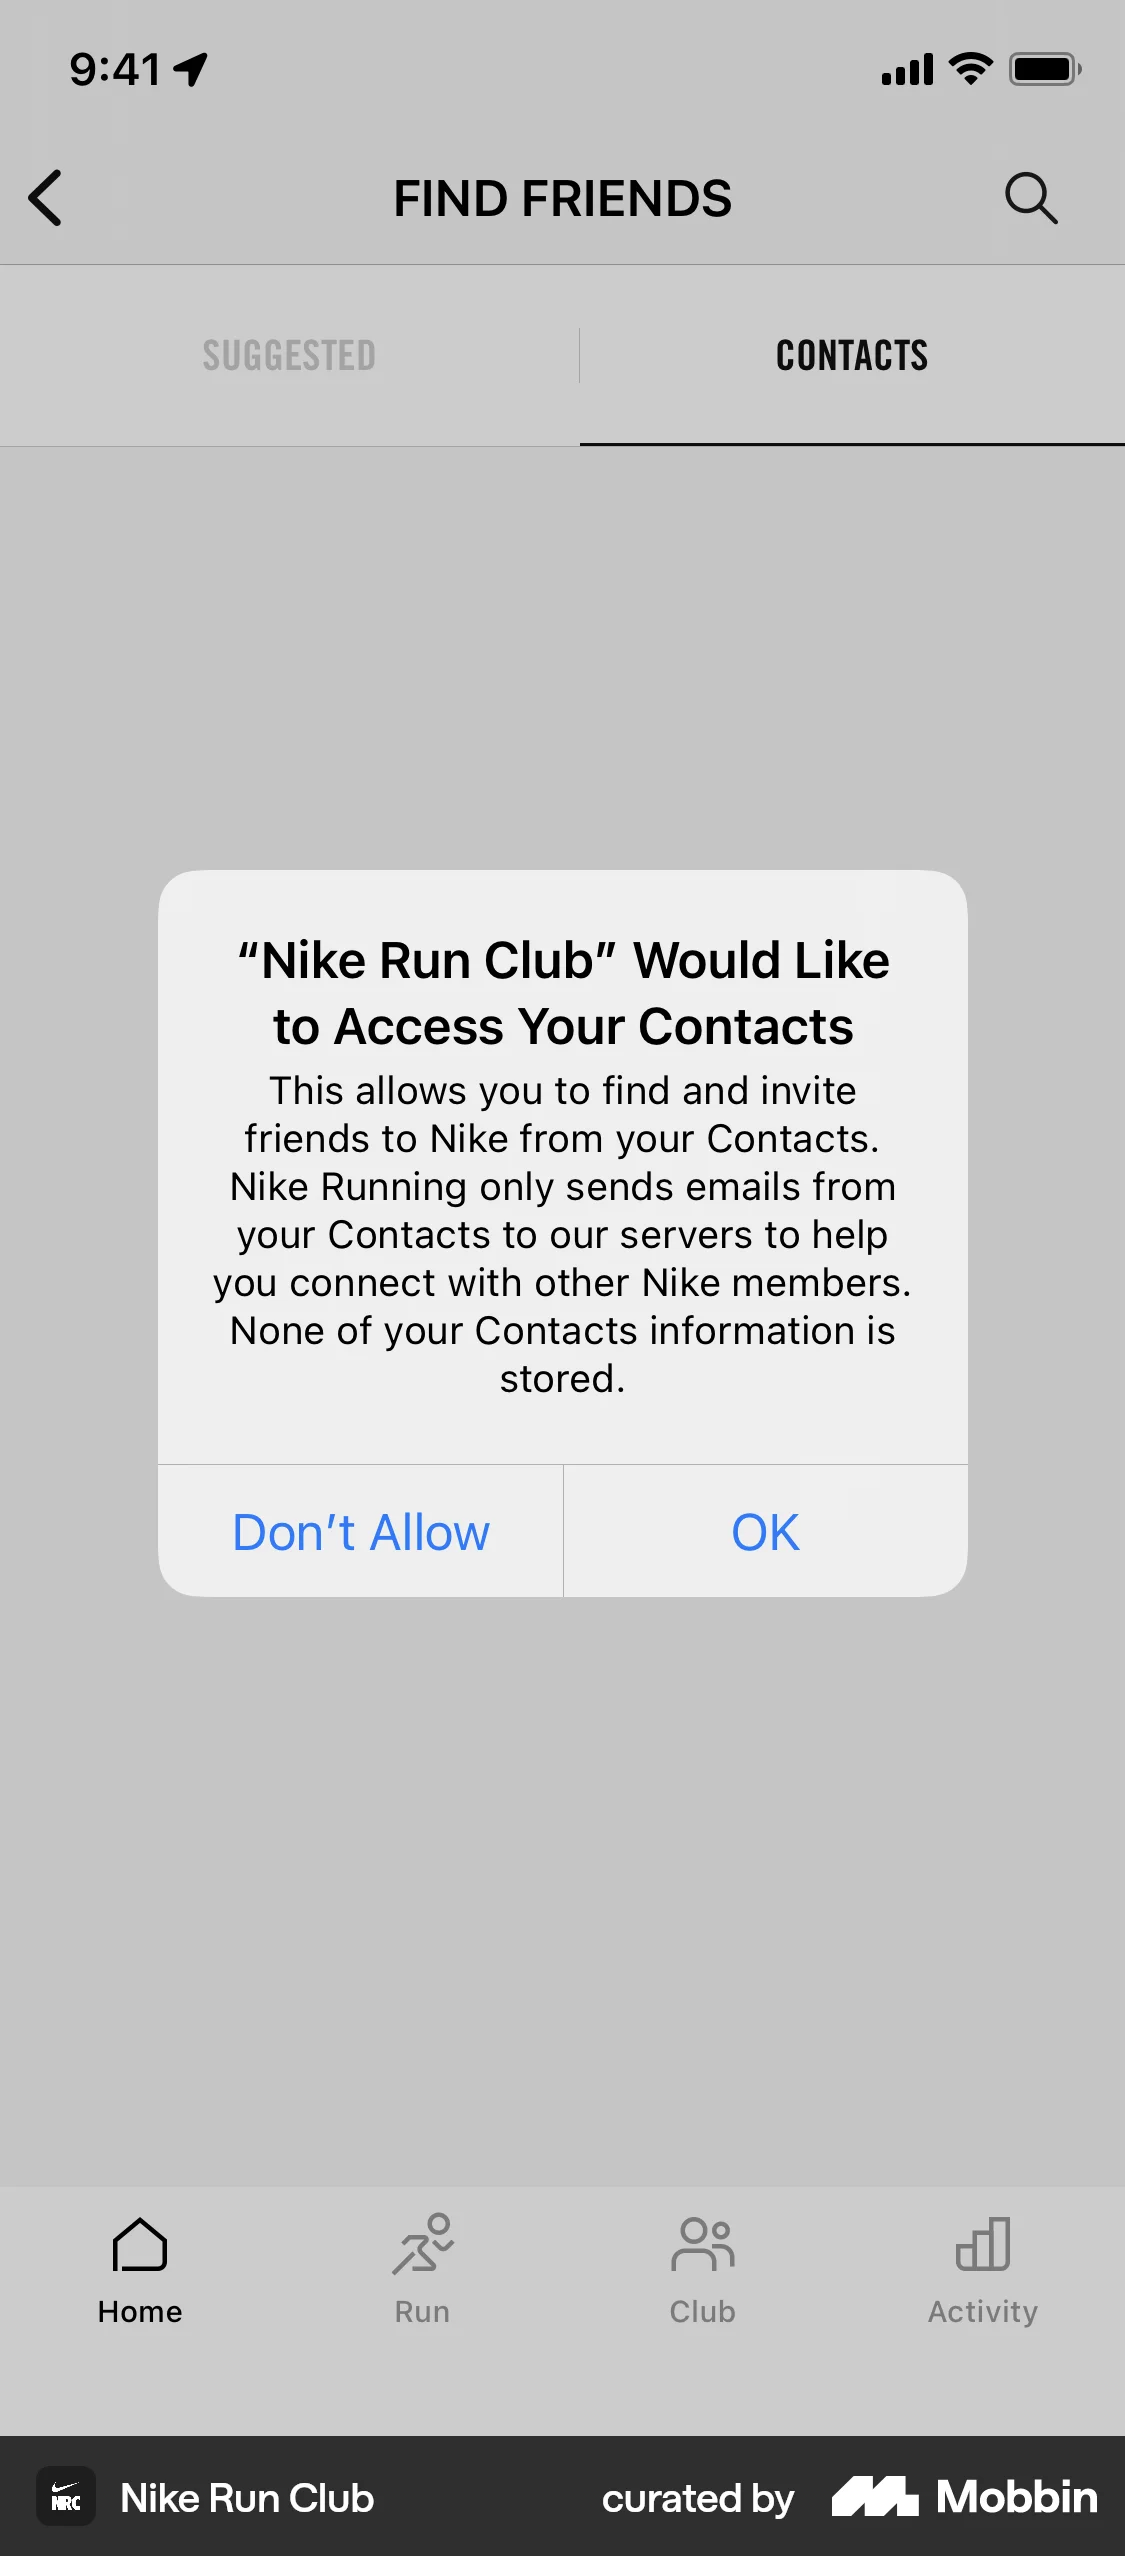 9:41
FIND FRIENDS
SUGGESTED
CONTACTS
“Nike Run Club” Would Like
to Access Your Contacts
This allows you to find and invite
friends to Nike from your Contacts.
Nike Running only sends emails from
your Contacts to our servers to help
you connect with other Nike members.
None of your Contacts information is
stored.
Don’t Allow
OK
Home
Run
Club
Activity
NRC
Nike Run Club
curated by
Mobbin